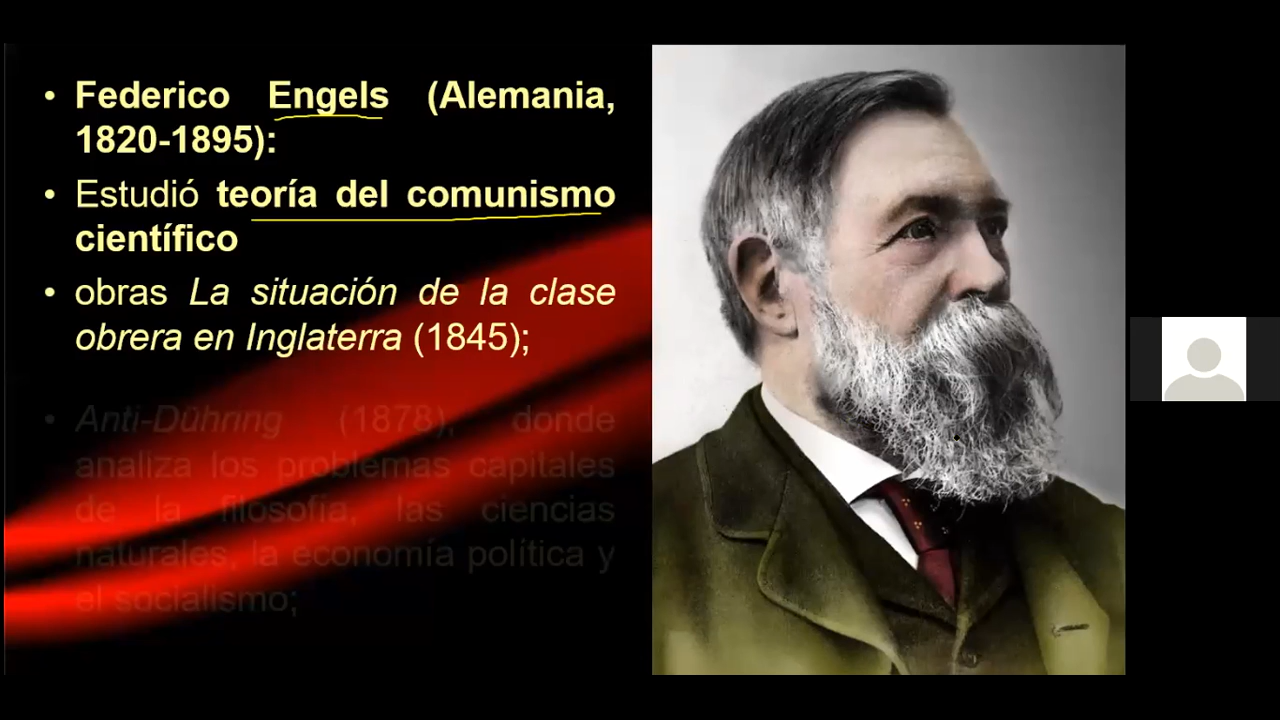 • Federico Engels (Alemania,
1820-1895):
• Estudió teoría del comunismo
científico
• obras La situación de la clase
obrera en Inglaterra (1845);
• Anti-Dühring (1878), donde
analiza los problemas capitales
de la filosofía, las ciencias
naturales, la economía política y
el socialismo;